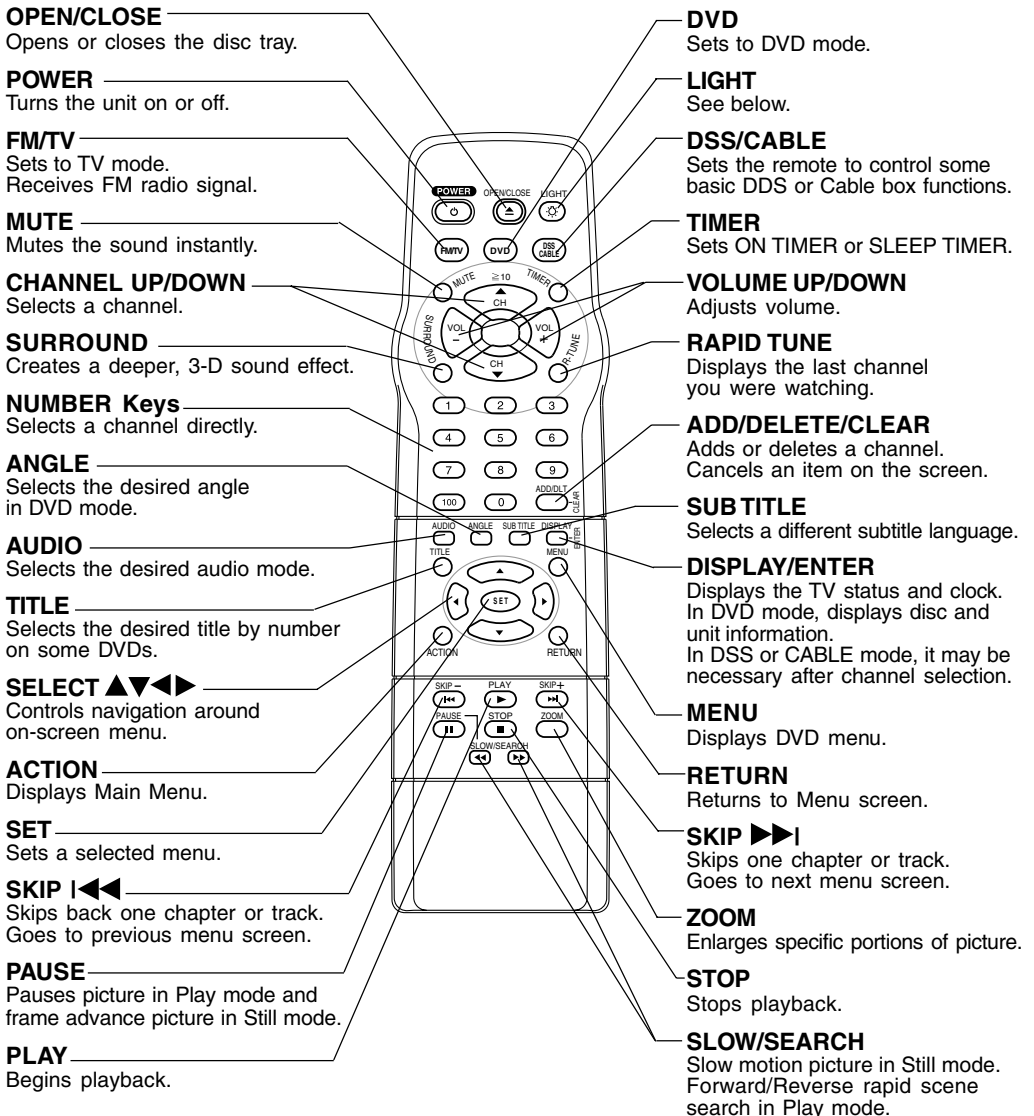 OPEN/CLOSE
Opens or closes the disc tray.
POWER
Turns the unit on or off.
FM/TV
Sets to TV mode.
Receives FM radio signal.
MUTE
Mutes the sound instantly.
CHANNEL UP/DOWN
Selects a channel.
SURROUND
Creates a deeper, 3-D sound effect.
NUMBER Keys
Selects a channel directly.
ANGLE
Selects the desired angle
in DVD mode.
AUDIO
Selects the desired audio mode.
TITLE
Selects the desired title by number
on some DVDs.
SELECT ▲▼◀▶
Controls navigation around
on-screen menu.
ACTION
Displays Main Menu.
SET
Sets a selected menu.
SKIP I◀◀
Skips back one chapter or track.
Goes to previous menu screen.
PAUSE
Pauses picture in Play mode and
frame advance picture in Still mode.
PLAY
Begins playback.
POWER OPEN/CLOSE LIGHT
FM/TV DVD DSS CABLE
MUTE ≧10 TIMER
CH
VOL − VOL +
SURROUND CH R-TUNE
1 2 3
4 5 6
7 8 9
ADD/DLT
100 0 CLEAR
AUDIO ANGLE SUB TITLE DISPLAY ENTER
TITLE MENU
SET
ACTION RETURN
SKIP − PLAY SKIP+
PAUSE STOP ZOOM
SLOW/SEARCH
DVD
Sets to DVD mode.
LIGHT
See below.
DSS/CABLE
Sets the remote to control some
basic DDS or Cable box functions.
TIMER
Sets ON TIMER or SLEEP TIMER.
VOLUME UP/DOWN
Adjusts volume.
RAPID TUNE
Displays the last channel
you were watching.
ADD/DELETE/CLEAR
Adds or deletes a channel.
Cancels an item on the screen.
SUB TITLE
Selects a different subtitle language.
DISPLAY/ENTER
Displays the TV status and clock.
In DVD mode, displays disc and
unit information.
In DSS or CABLE mode, it may be
necessary after channel selection.
MENU
Displays DVD menu.
RETURN
Returns to Menu screen.
SKIP ▶▶I
Skips one chapter or track.
Goes to next menu screen.
ZOOM
Enlarges specific portions of picture.
STOP
Stops playback.
SLOW/SEARCH
Slow motion picture in Still mode.
Forward/Reverse rapid scene
search in Play mode.